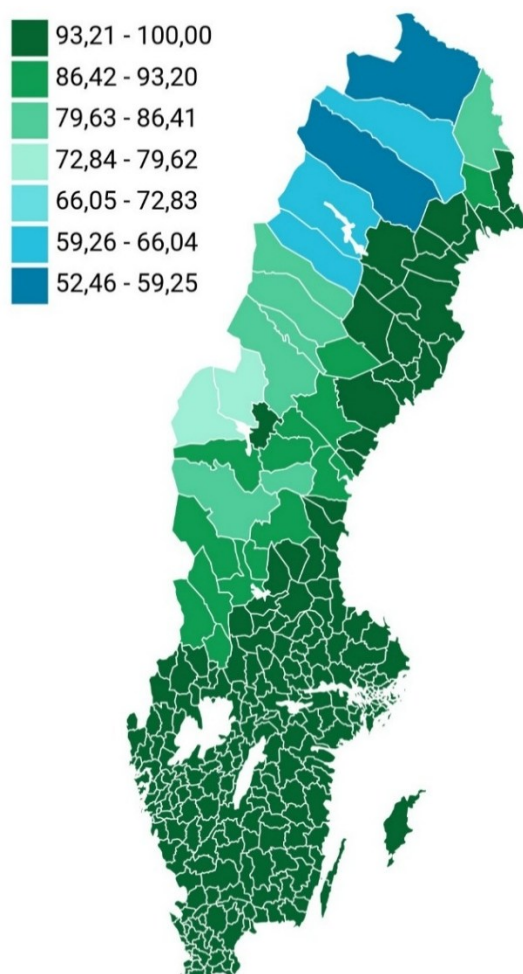 93,21 - 100,00
86,42 - 93,20
79,63 - 86,41
72,84 - 79,62
66,05 - 72,83
59,26 - 66,04
52,46 - 59,25